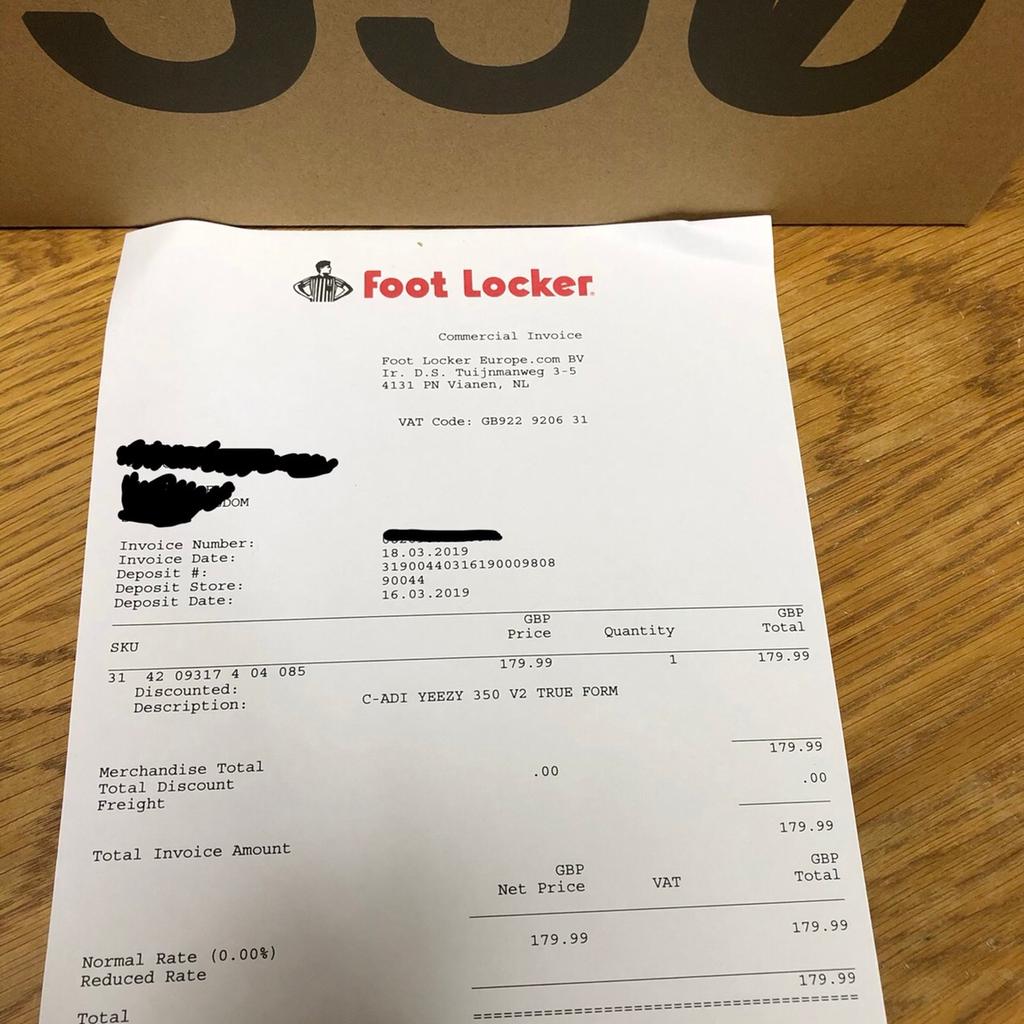 350
Foot Locker
Commercial Invoice
Foot Locker Europe.com BV
Ir. D.S. Tuijnmanweg 3-5
4131 PN Vianen, NL
VAT Code: GB922 9206 31
DOM
Invoice Number:
Invoice Date: 18.03.2019
Deposit #: 31900440316190009808
Deposit Store: 90044
Deposit Date: 16.03.2019
GBP GBP
SKU Price Quantity Total
31 42 09317 4 04 085 179.99 1 179.99
Discounted:
Description: C-ADI YEEZY 350 V2 TRUE FORM
Merchandise Total 179.99
Total Discount .00
Freight .00
Total Invoice Amount 179.99
GBP GBP
Net Price VAT Total
Normal Rate (0.00%) 179.99 179.99
Reduced Rate
Total 179.99